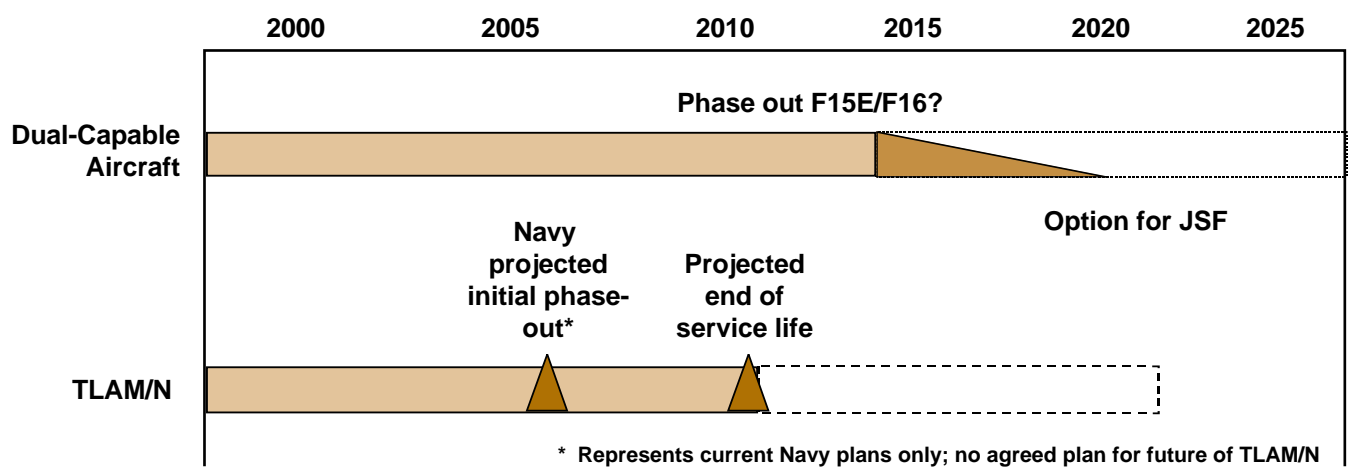 2000 2005 2010 2015 2020 2025
Phase out F15E/F16?
Dual-Capable
Aircraft
Option for JSF
Navy
projected
initial phase-
out*
Projected
end of
service life
TLAM/N
* Represents current Navy plans only; no agreed plan for future of TLAM/N